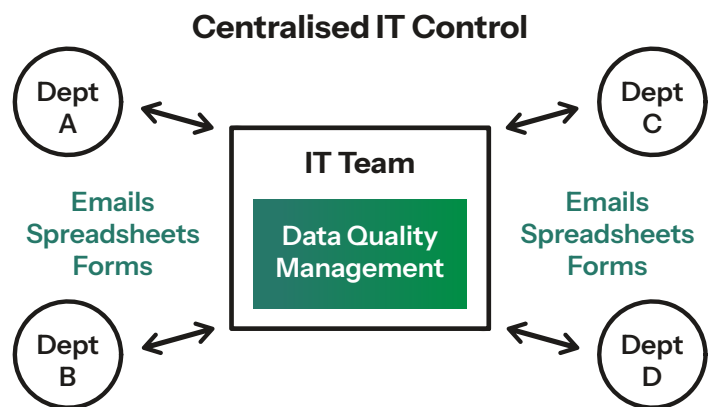 Centralised IT Control
Dept
A
Dept
C
IT Team
Emails
Spreadsheets
Forms
Data Quality
Management
Emails
Spreadsheets
Forms
Dept
B
Dept
D